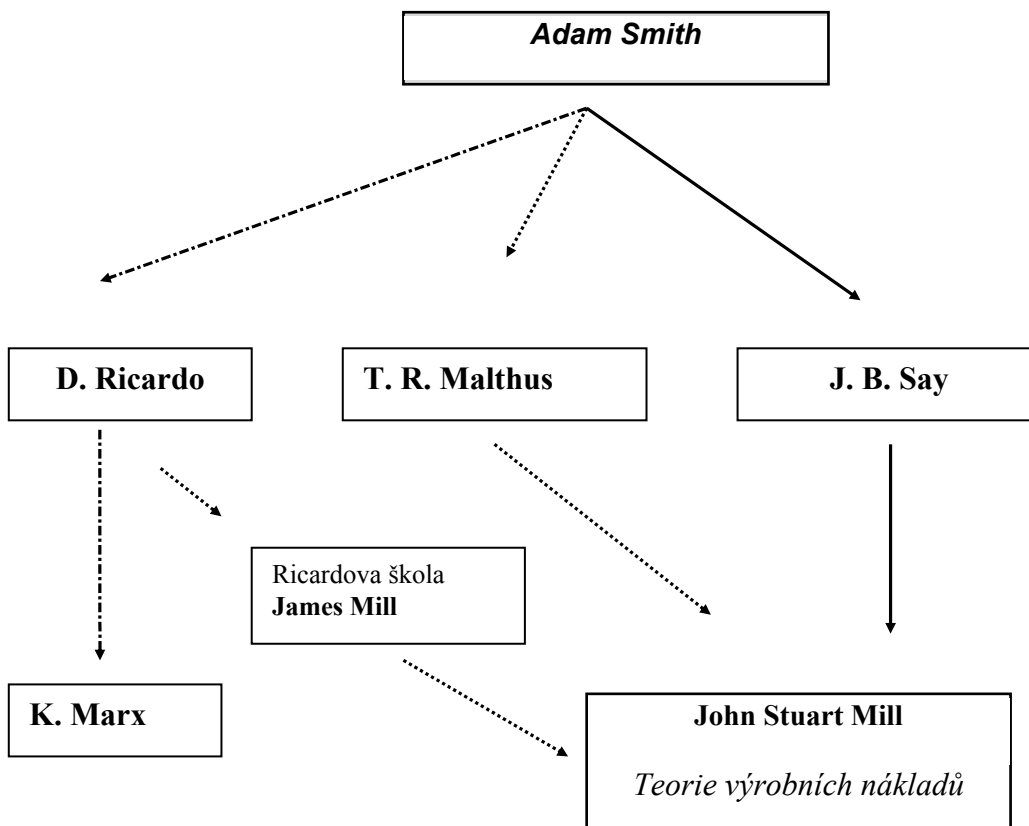 Adam Smith
D. Ricardo
T. R. Malthus
J. B. Say
Ricardova škola
James Mill
K. Marx
John Stuart Mill
Teorie výrobních nákladů